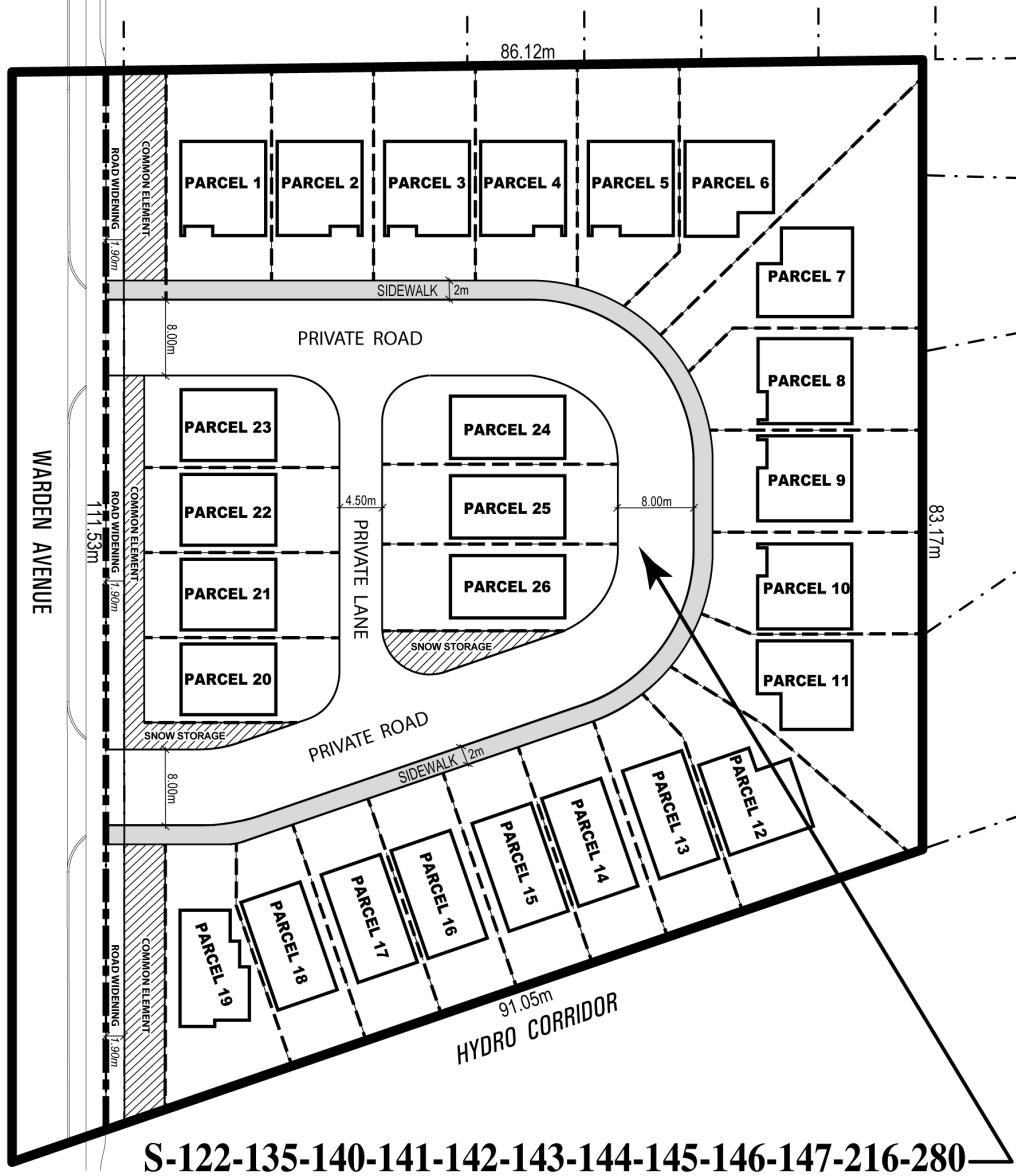 86.12m
ROAD WIDENING
COMMON ELEMENT
PARCEL 1
PARCEL 2
PARCEL 3
PARCEL 4
PARCEL 5
PARCEL 6
1.90m
SIDEWALK
2m
PARCEL 7
8.00m
PRIVATE ROAD
PARCEL 8
PARCEL 23
PARCEL 24
WARDEN AVENUE
111.53m
ROAD WIDENING
COMMON ELEMENT
1.90m
PARCEL 22
4.50m
PRIVATE LANE
PARCEL 25
8.00m
PARCEL 9
83.17m
PARCEL 21
PARCEL 26
PARCEL 10
SNOW STORAGE
PARCEL 20
PARCEL 11
SNOW STORAGE
PRIVATE ROAD
8.00m
SIDEWALK
2m
PARCEL 12
PARCEL 13
PARCEL 14
PARCEL 15
PARCEL 16
PARCEL 17
PARCEL 18
PARCEL 19
ROAD WIDENING
COMMON ELEMENT
1.90m
91.05m
HYDRO CORRIDOR
S-122-135-140-141-142-143-144-145-146-147-216-280